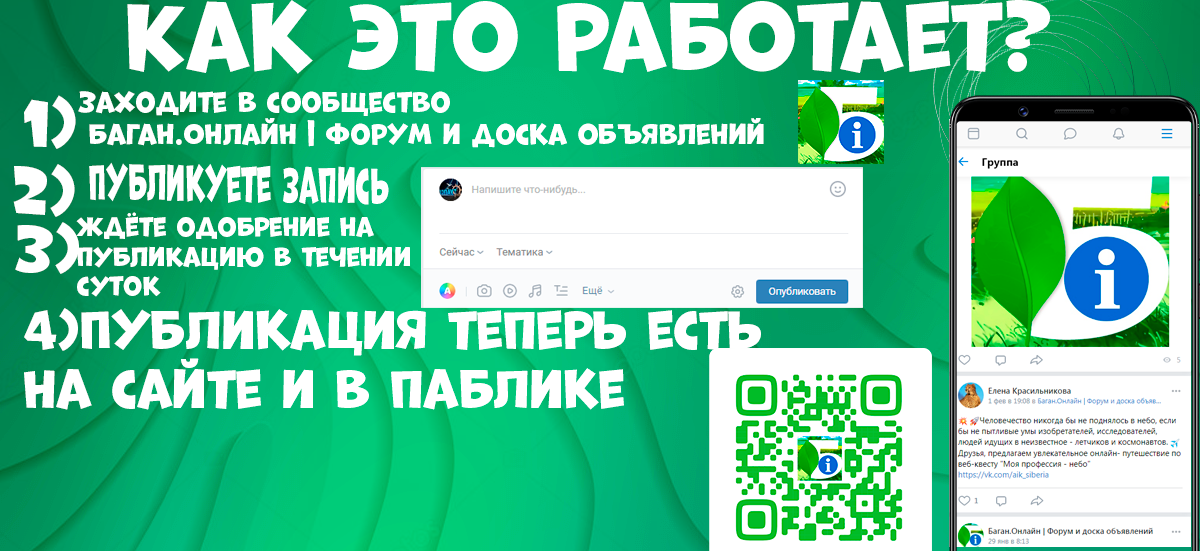 КАК ЭТО РАБОТАЕТ?
1) ЗАХОДИТЕ В СООБЩЕСТВО
БАГАН.ОНЛАЙН | ФОРУМ И ДОСКА ОБЪЯВЛЕНИЙ
2) ПУБЛИКУЕТЕ ЗАПИСЬ
3) ЖДЁТЕ ОДОБРЕНИЕ НА
ПУБЛИКАЦИЮ В ТЕЧЕНИИ
СУТОК
Напишите что-нибудь...
Сейчас Тематика
Ещё Опубликовать
4)ПУБЛИКАЦИЯ ТЕПЕРЬ ЕСТЬ
НА САЙТЕ И В ПАБЛИКЕ
Группа
5
Елена Красильникова
1 фев в 19:08 в Баган.Онлайн | Форум и доска объяв...
💥🚀Человечество никогда бы не поднялось в небо, если
бы не пытливые умы изобретателей, исследователей,
людей идущих в неизвестное - летчиков и космонавтов. ✈
Друзья, предлагаем увлекательное онлайн- путешествие по
веб-квесту "Моя профессия - небо"
https://vk.com/aik_siberia
1
Баган.Онлайн | Форум и доска объявлений
29 янв в 8:13